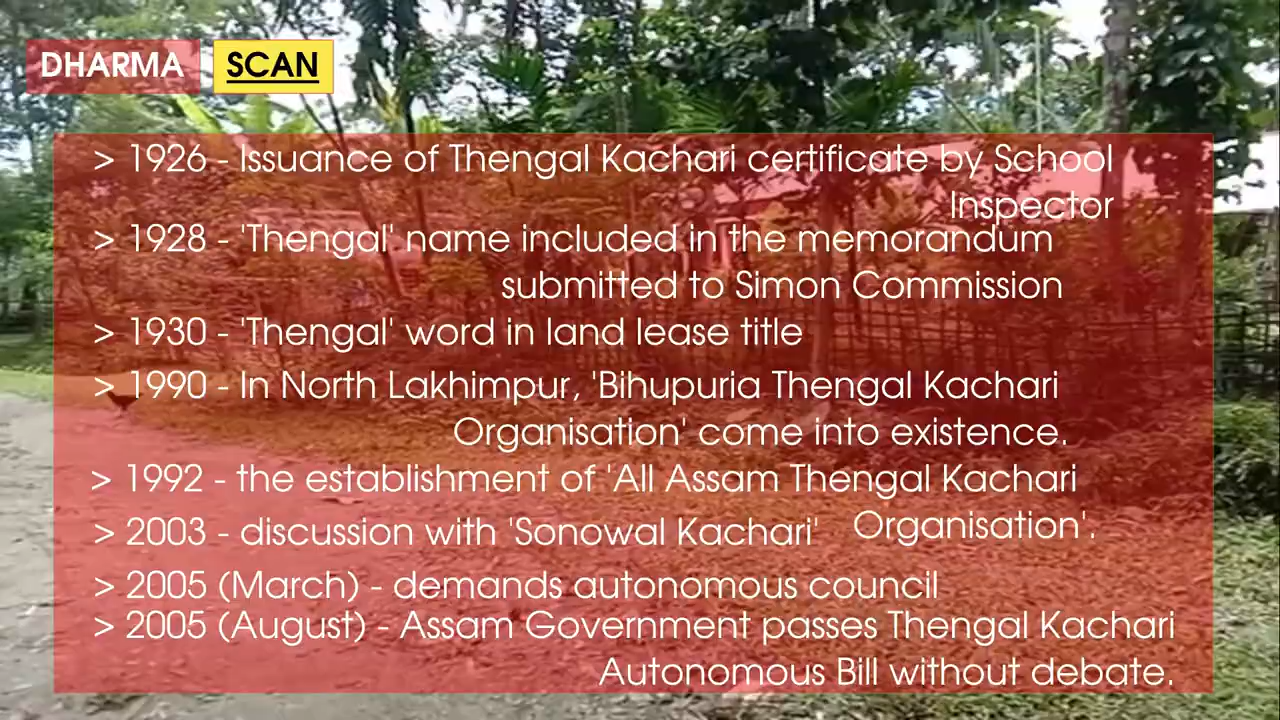 DHARMA SCAN
> 1926 - Issuance of Thengal Kachari certificate by School
Inspector
> 1928 - 'Thengal' name included in the memorandum
submitted to Simon Commission
> 1930 - 'Thengal' word in land lease title
> 1990 - In North Lakhimpur, 'Bihupuria Thengal Kachari
Organisation' come into existence.
> 1992 - the establishment of 'All Assam Thengal Kachari
Organisation'.
> 2003 - discussion with 'Sonowal Kachari'
> 2005 (March) - demands autonomous council
> 2005 (August) - Assam Government passes Thengal Kachari
Autonomous Bill without debate.